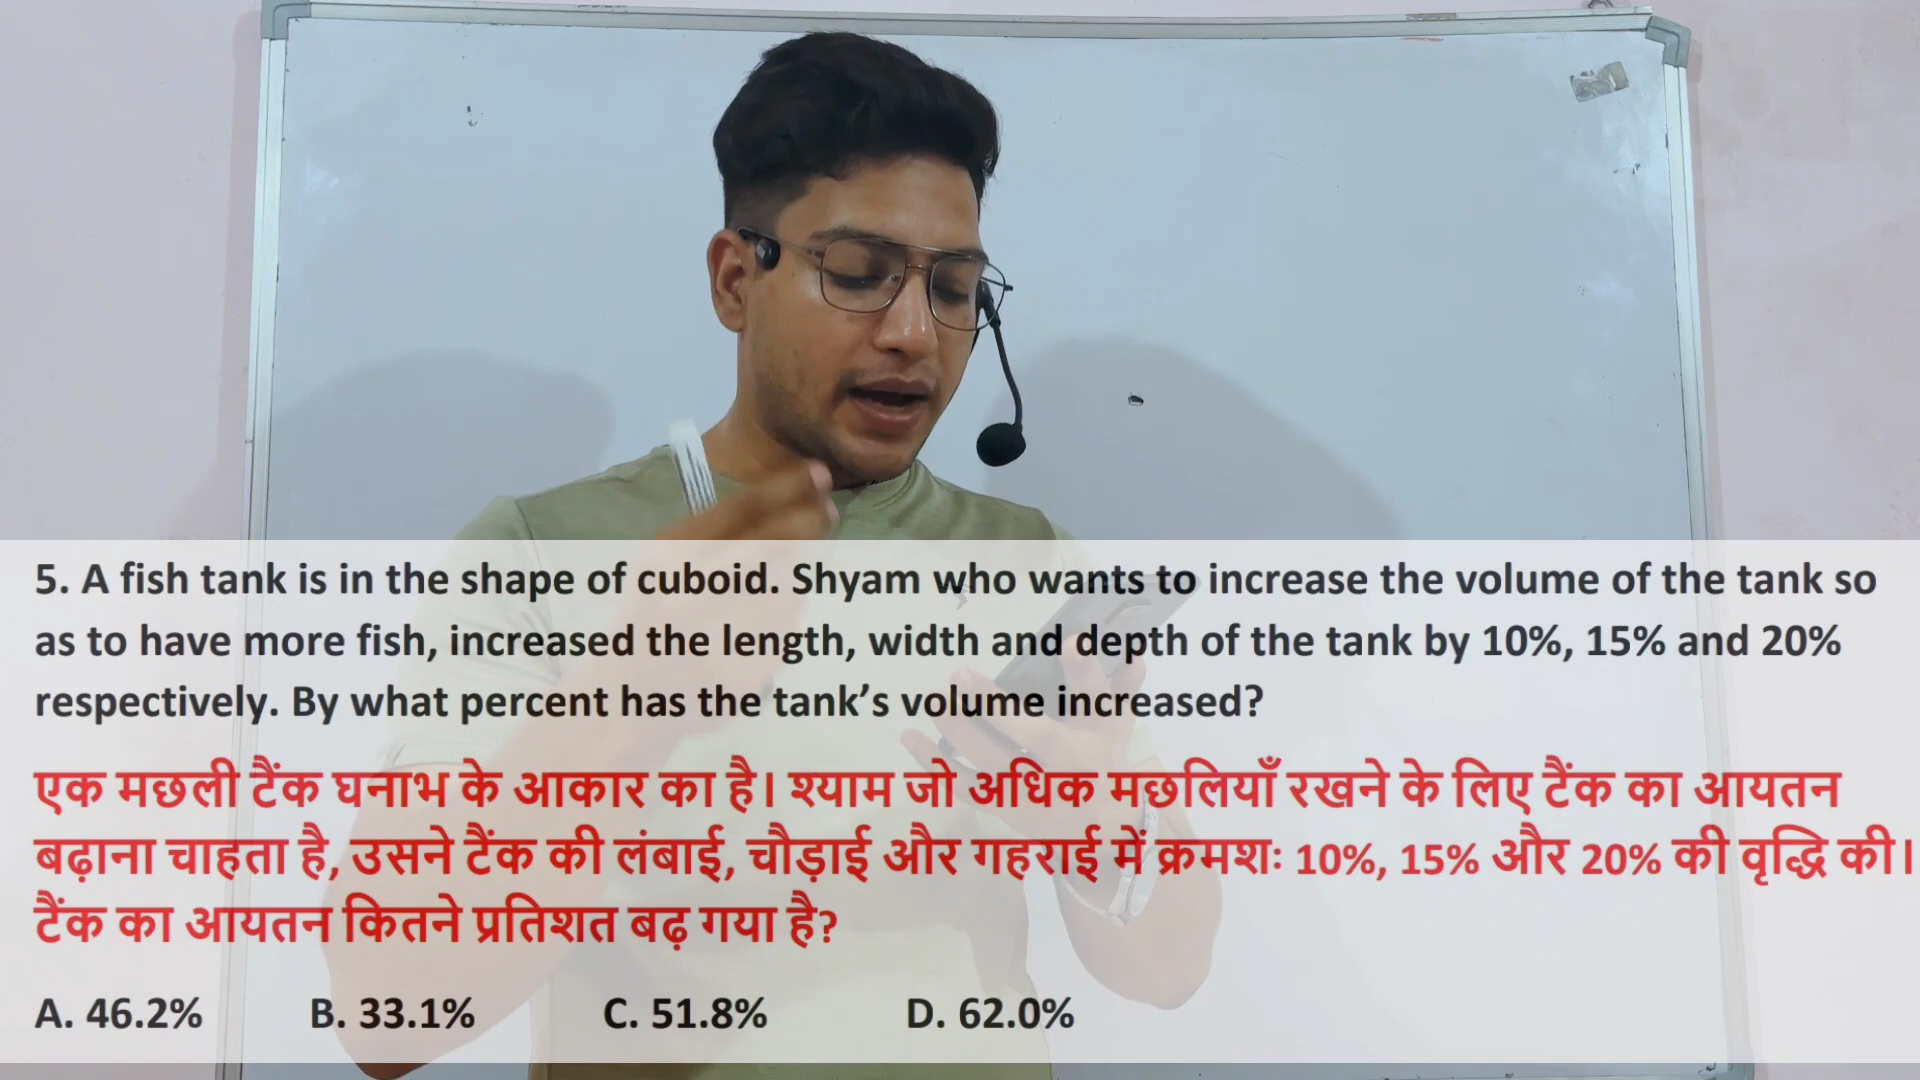 5. A fish tank is in the shape of cuboid. Shyam who wants to increase the volume of the tank so
as to have more fish, increased the length, width and depth of the tank by 10%, 15% and 20%
respectively. By what percent has the tank’s volume increased?
एक मछली टैंक घनाभ के आकार का है। श्याम जो अधिक मछलियाँ रखने के लिए टैंक का आयतन
बढ़ाना चाहता है, उसने टैंक की लंबाई, चौड़ाई और गहराई में क्रमशः 10%, 15% और 20% की वृद्धि की।
टैंक का आयतन कितने प्रतिशत बढ़ गया है?
A. 46.2% B. 33.1% C. 51.8% D. 62.0%